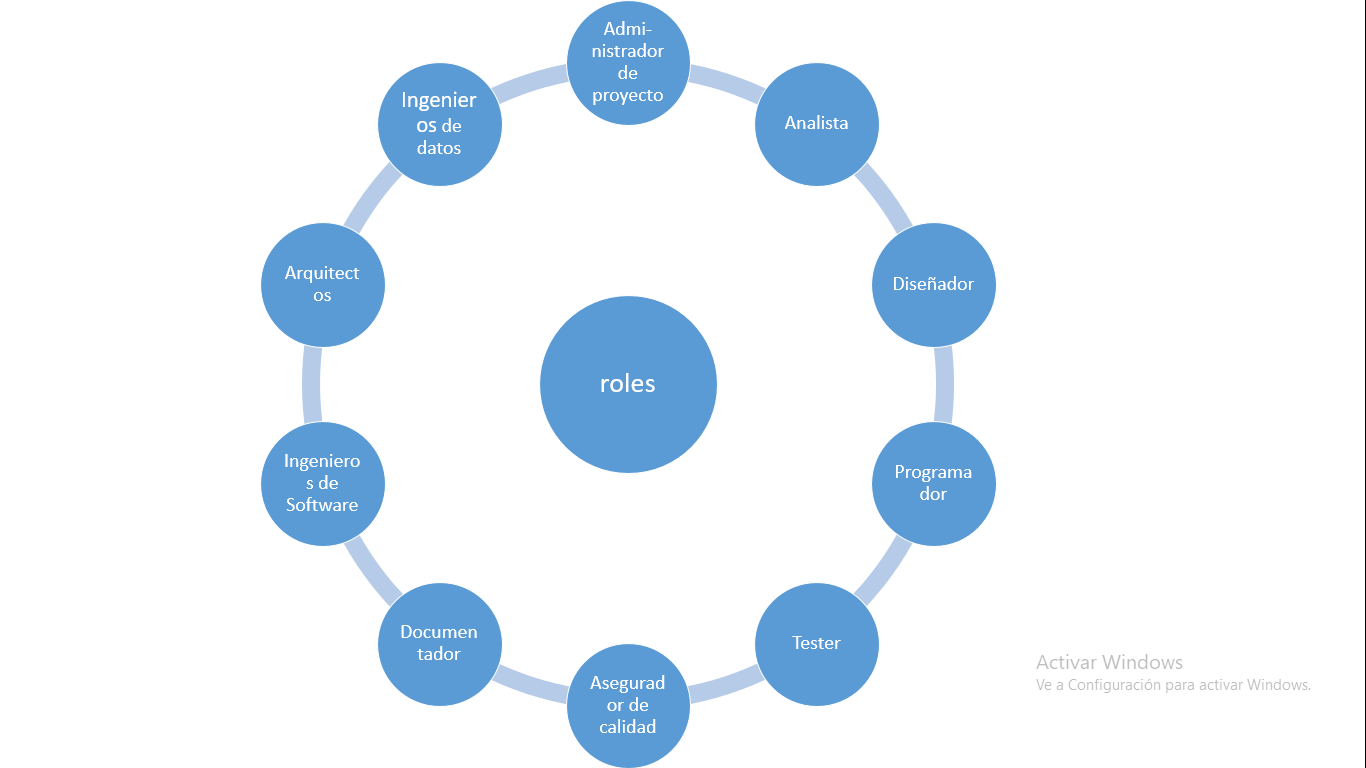 Admi-
nistrador
de
proyecto
Analista
Diseñador
Programa
dor
Tester
Asegurad
or de
calidad
Documen
tador
Ingeniero
s de
Software
Arquitect
os
Ingenier
os de
datos
roles
Activar Windows
Ve a Configuración para activar Windows.